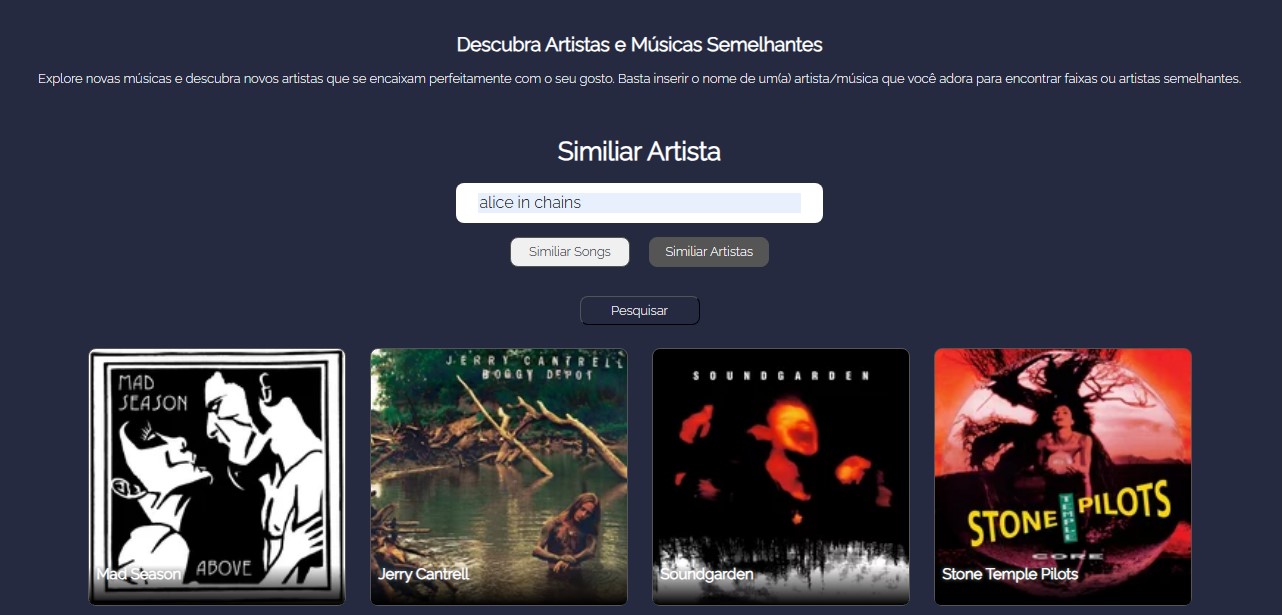 Descubra Artistas e Músicas Semelhantes
Explore novas músicas e descubra novos artistas que se encaixam perfeitamente com o seu gosto. Basta inserir o nome de um(a) artista/música que você adora para encontrar faixas ou artistas semelhantes.
Similiar Artista
alice in chains
Similiar Songs
Similiar Artistas
Pesquisar
MAD
SEASON
ABOVE
Mad Season
JERRY CANTRELL
BOGGY DEPOT
Jerry Cantrell
SOUNDGARDEN
Soundgarden
STONE TEMPLE PILOTS
CORE
Stone Temple Pilots